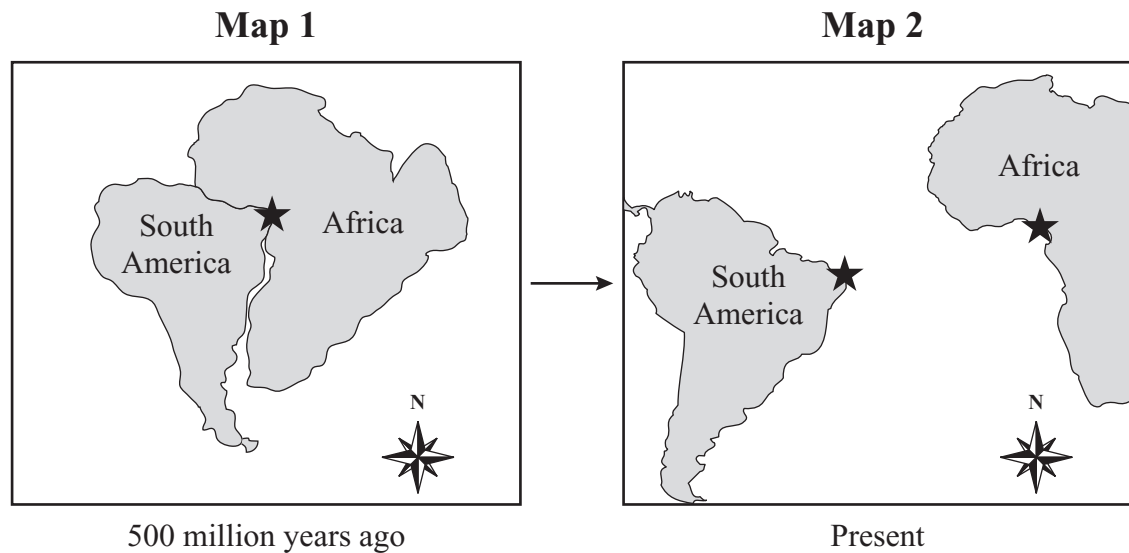 Map 1
South
America
Africa
N
500 million years ago
Map 2
Africa
South
America
N
Present